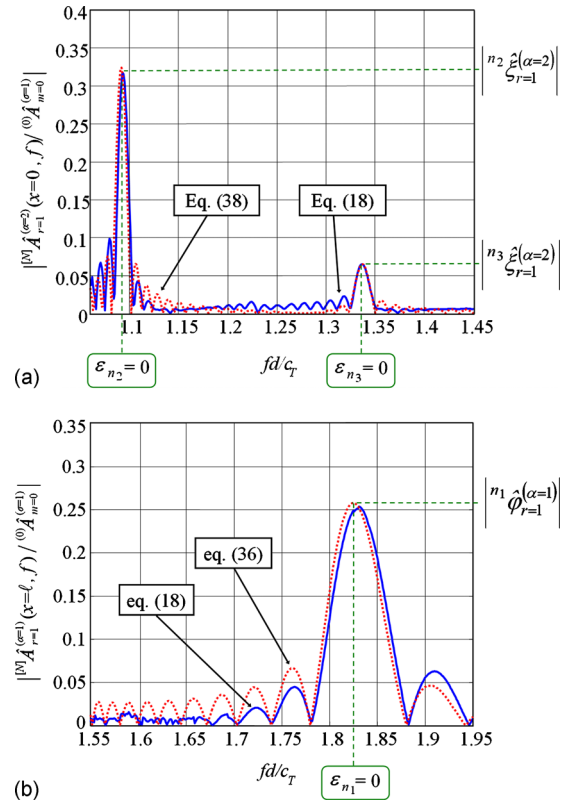 0.4
0.35
0.3
0.25
0.2
0.15
0.1
0.05
0
|^{[N]}Â_{r=1}^{(α=2)}(x=0, f)/^{(0)}Â_{m=0}^{(σ=1)}|
Eq. (38)
Eq. (18)
|^{n_2}ξ̂_{r=1}^{(α=2)}|
|^{n_3}ξ̂_{r=1}^{(α=2)}|
1.1 1.15 1.2 1.25 1.3 1.35 1.4 1.45
ε_{n_2} = 0
fd/c_T
ε_{n_3} = 0
(a)
0.35
0.3
0.25
0.2
0.15
0.1
0.05
0
|^{[N]}Â_{r=1}^{(α=1)}(x=ℓ, f)/^{(0)}Â_{m=0}^{(σ=1)}|
|^{n_1}φ̂_{r=1}^{(α=1)}|
eq. (36)
eq. (18)
1.55 1.6 1.65 1.7 1.75 1.8 1.85 1.9 1.95
fd/c_T
ε_{n_1} = 0
(b)